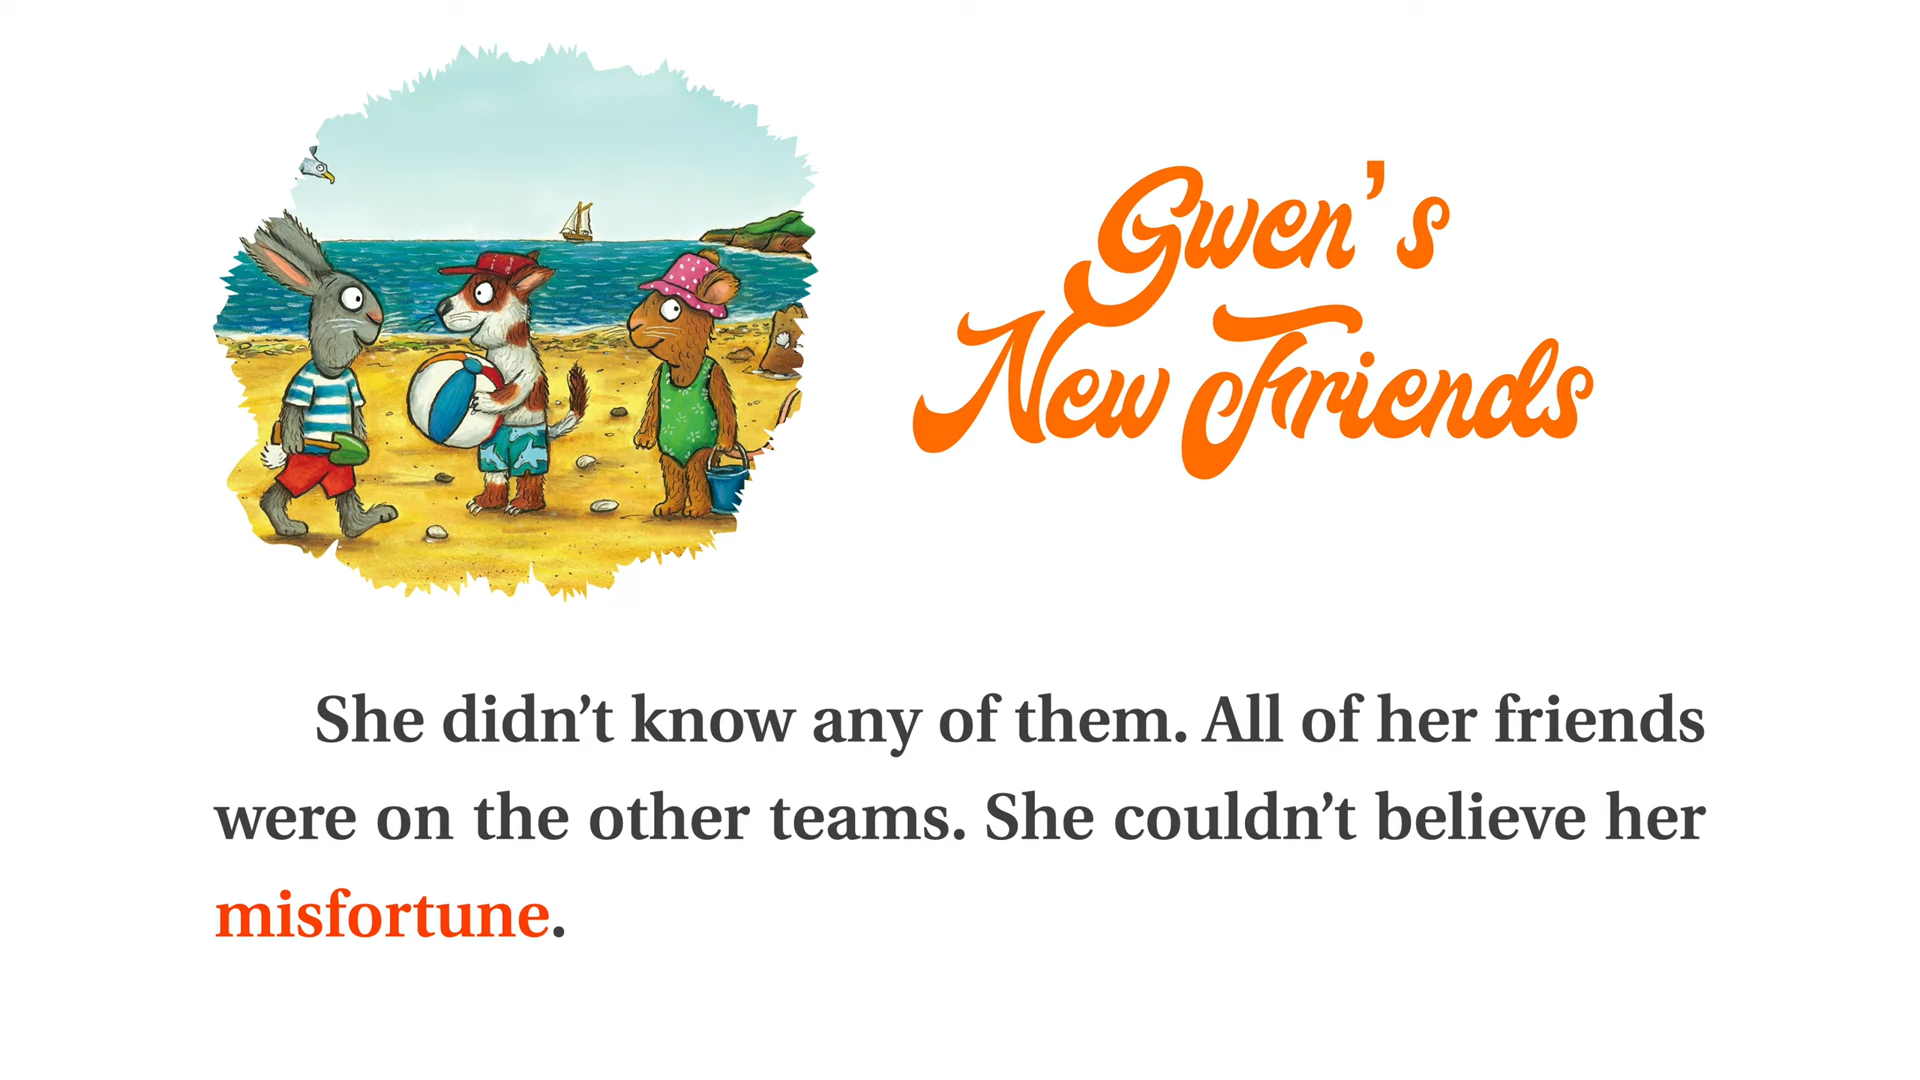 Gwen's
New Friends
She didn’t know any of them. All of her friends
were on the other teams. She couldn’t believe her
misfortune.